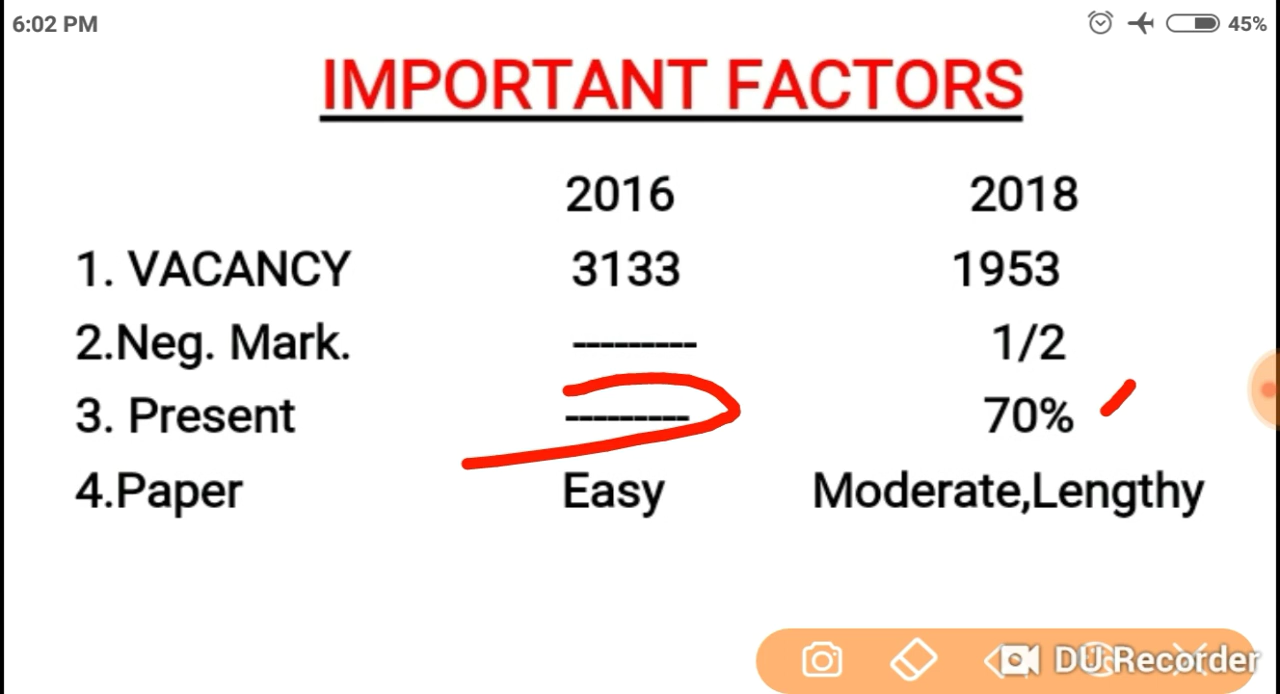 6:02 PM 45%
IMPORTANT FACTORS
2016 2018
1. VACANCY 3133 1953
2.Neg. Mark. --------- 1/2
3. Present --------- 70%
4.Paper Easy Moderate,Lengthy
DU Recorder